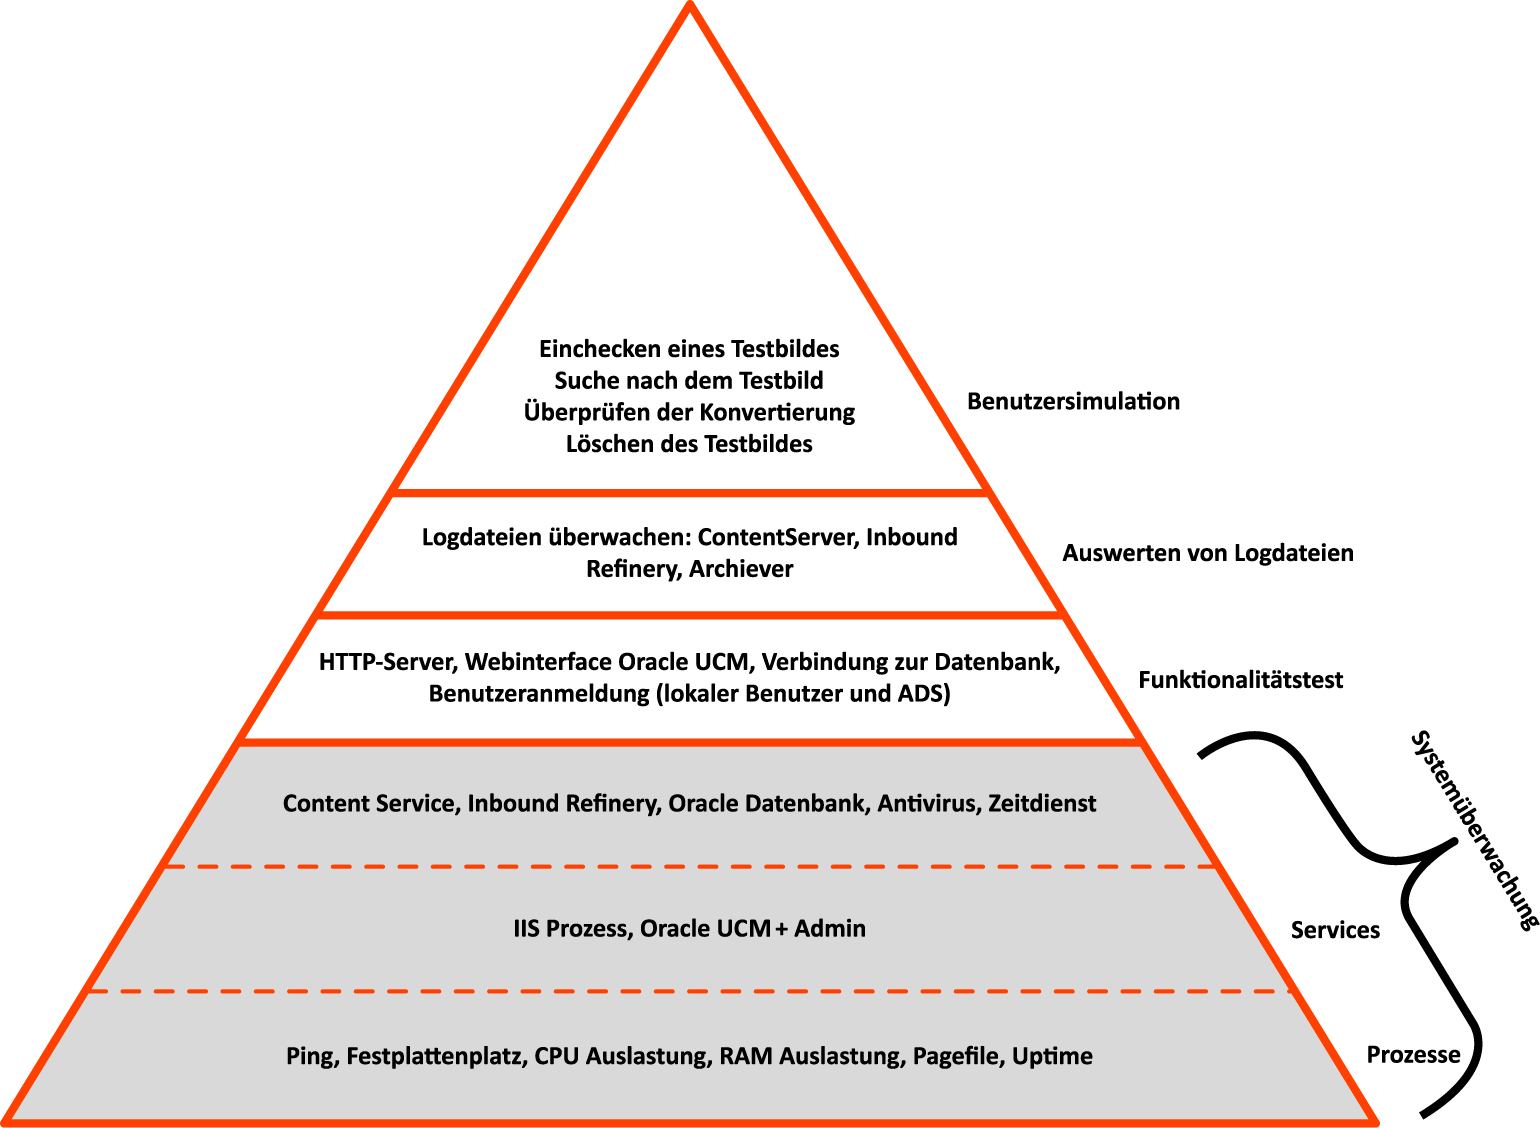 Einchecken eines Testbildes
Suche nach dem Testbild
Überprüfen der Konvertierung
Löschen des Testbildes
Benutzersimulation
Logdateien überwachen: ContentServer, Inbound
Refinery, Archiever
Auswerten von Logdateien
HTTP-Server, Webinterface Oracle UCM, Verbindung zur Datenbank,
Benutzeranmeldung (lokaler Benutzer und ADS)
Funktionalitätstest
Systemüberwachung
Content Service, Inbound Refinery, Oracle Datenbank, Antivirus, Zeitdienst
IIS Prozess, Oracle UCM + Admin
Services
Ping, Festplattenplatz, CPU Auslastung, RAM Auslastung, Pagefile, Uptime
Prozesse